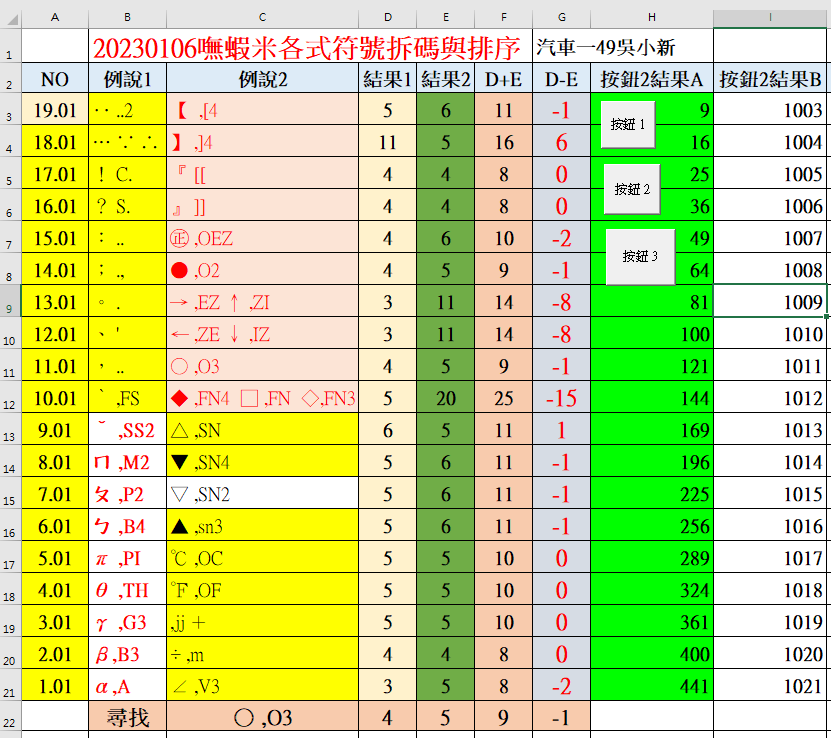 A B C D E F G H I
1 20230106嘸蝦米各式符號拆碼與排序 汽車一49吳小新
2 NO 例說1 例說2 結果1 結果2 D+E D-E 按鈕2結果A 按鈕2結果B
3 19.01 ‥ ..2 【 ,[4 5 6 11 -1 按鈕 1 9 1003
4 18.01 … ∵ ∴ 】 ,]4 11 5 16 6 16 1004
5 17.01 ！ C. 『 [[ 4 4 8 0 25 1005
6 16.01 ？ S. 』 ]] 4 4 8 0 按鈕 2 36 1006
7 15.01 ： .. ㊣ ,OEZ 4 6 10 -2 49 1007
8 14.01 ； ., ● ,O2 4 5 9 -1 按鈕 3 64 1008
9 13.01 。 . → ,EZ ↑ ,ZI 3 11 14 -8 81 1009
10 12.01 、 ' ← ,ZE ↓ ,IZ 3 11 14 -8 100 1010
11 11.01 ， .. ○ ,O3 4 5 9 -1 121 1011
12 10.01 ˋ ,FS ◆ ,FN4 □ ,FN ◇,FN3 5 20 25 -15 144 1012
13 9.01 ˇ ,SS2 △ ,SN 6 5 11 1 169 1013
14 8.01 ㄇ ,M2 ▼ ,SN4 5 6 11 -1 196 1014
15 7.01 ㄆ ,P2 ▽ ,SN2 5 6 11 -1 225 1015
16 6.01 ㄅ ,B4 ▲ ,sn3 5 6 11 -1 256 1016
17 5.01 π ,PI ℃ ,OC 5 5 10 0 289 1017
18 4.01 θ ,TH ℉ ,OF 5 5 10 0 324 1018
19 3.01 γ ,G3 ,jj ＋ 5 5 10 0 361 1019
20 2.01 β ,B3 ÷ ,m 4 4 8 0 400 1020
21 1.01 α ,A ∠ ,V3 3 5 8 -2 441 1021
22 尋找 ○ ,O3 4 5 9 -1